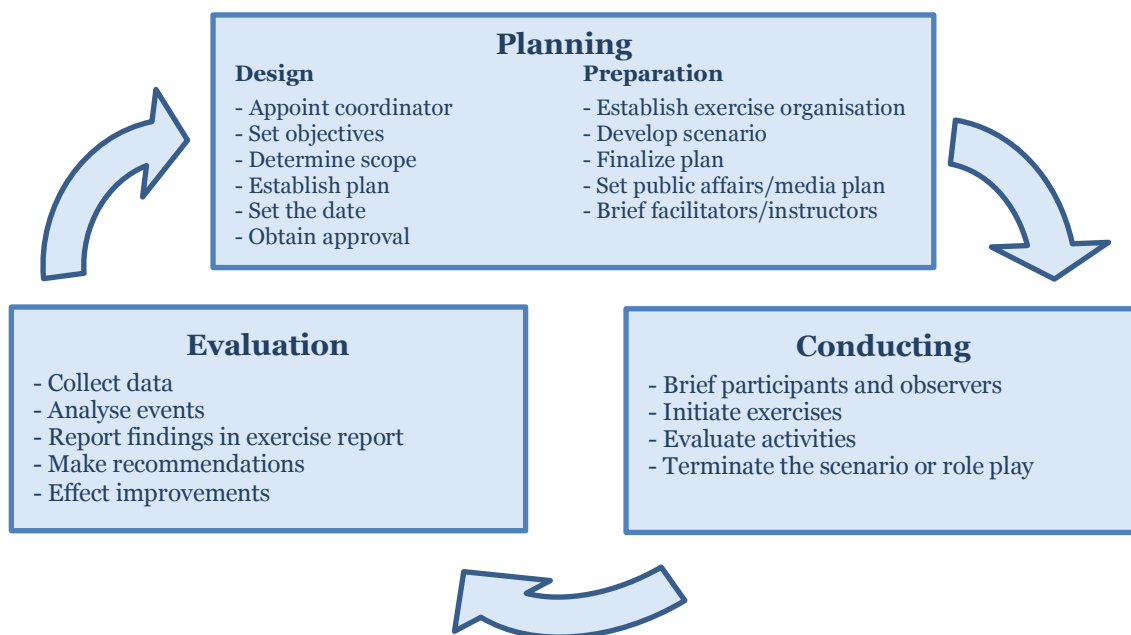 Planning
Design
- Appoint coordinator
- Set objectives
- Determine scope
- Establish plan
- Set the date
- Obtain approval
Preparation
- Establish exercise organisation
- Develop scenario
- Finalize plan
- Set public affairs/media plan
- Brief facilitators/instructors
Evaluation
- Collect data
- Analyse events
- Report findings in exercise report
- Make recommendations
- Effect improvements
Conducting
- Brief participants and observers
- Initiate exercises
- Evaluate activities
- Terminate the scenario or role play